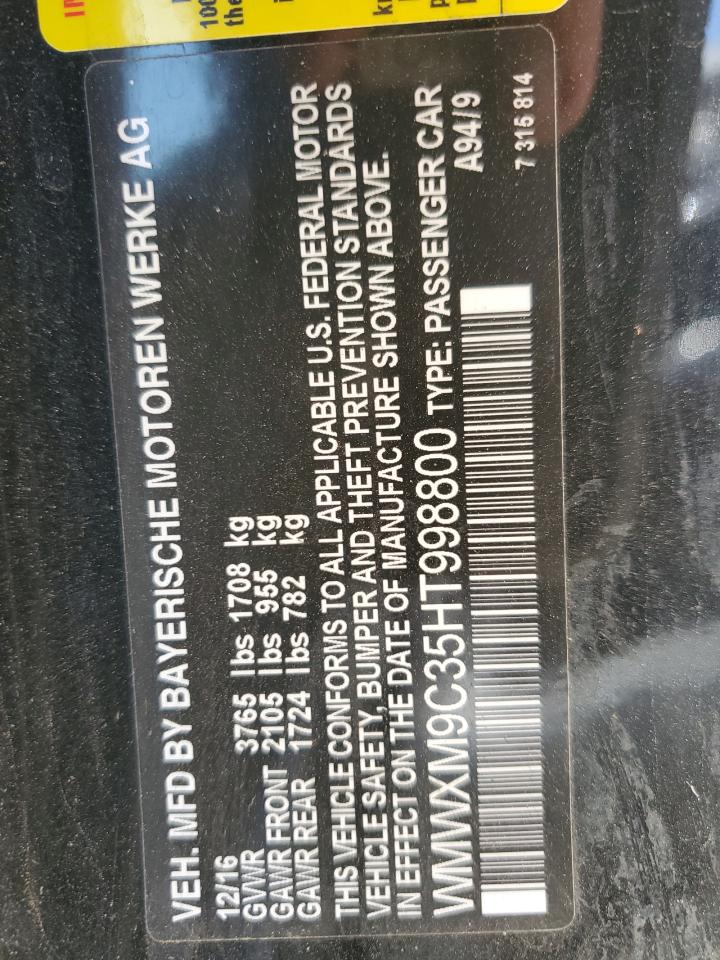 VEH. MFD BY BAYERISCHE MOTOREN WERKE AG
12/16
GVWR 3765 lbs 1708 kg
GAWR FRONT 2105 lbs 955 kg
GAWR REAR 1724 lbs 782 kg
THIS VEHICLE CONFORMS TO ALL APPLICABLE U.S. FEDERAL MOTOR
VEHICLE SAFETY, BUMPER AND THEFT PREVENTION STANDARDS
IN EFFECT ON THE DATE OF MANUFACTURE SHOWN ABOVE.
WMWXM9C35HT998800 TYPE: PASSENGER CAR
A94/9
7 315 814